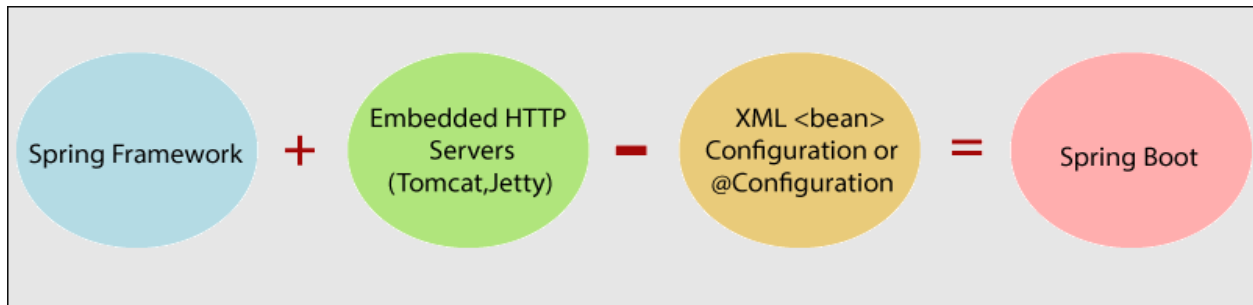 Spring Framework
+
Embedded HTTP
Servers
(Tomcat,Jetty)
-
XML <bean>
Configuration or
@Configuration
=
Spring Boot